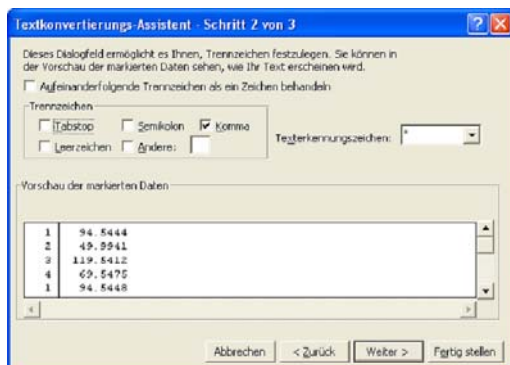 Textkonvertierungs-Assistent - Schritt 2 von 3
Dieses Dialogfeld ermöglicht es Ihnen, Trennzeichen festzulegen. Sie können in
der Vorschau der markierten Daten sehen, wie Ihr Text erscheinen wird.
Aufeinanderfolgende Trennzeichen als ein Zeichen behandeln
Trennzeichen
Tabstop Semikolon Komma
Leerzeichen Andere:
Texterkennungszeichen: "
Vorschau der markierten Daten
1 94.5444
2 49.9941
3 119.5412
4 69.5475
1 94.5448
Abbrechen < Zurück Weiter > Fertig stellen